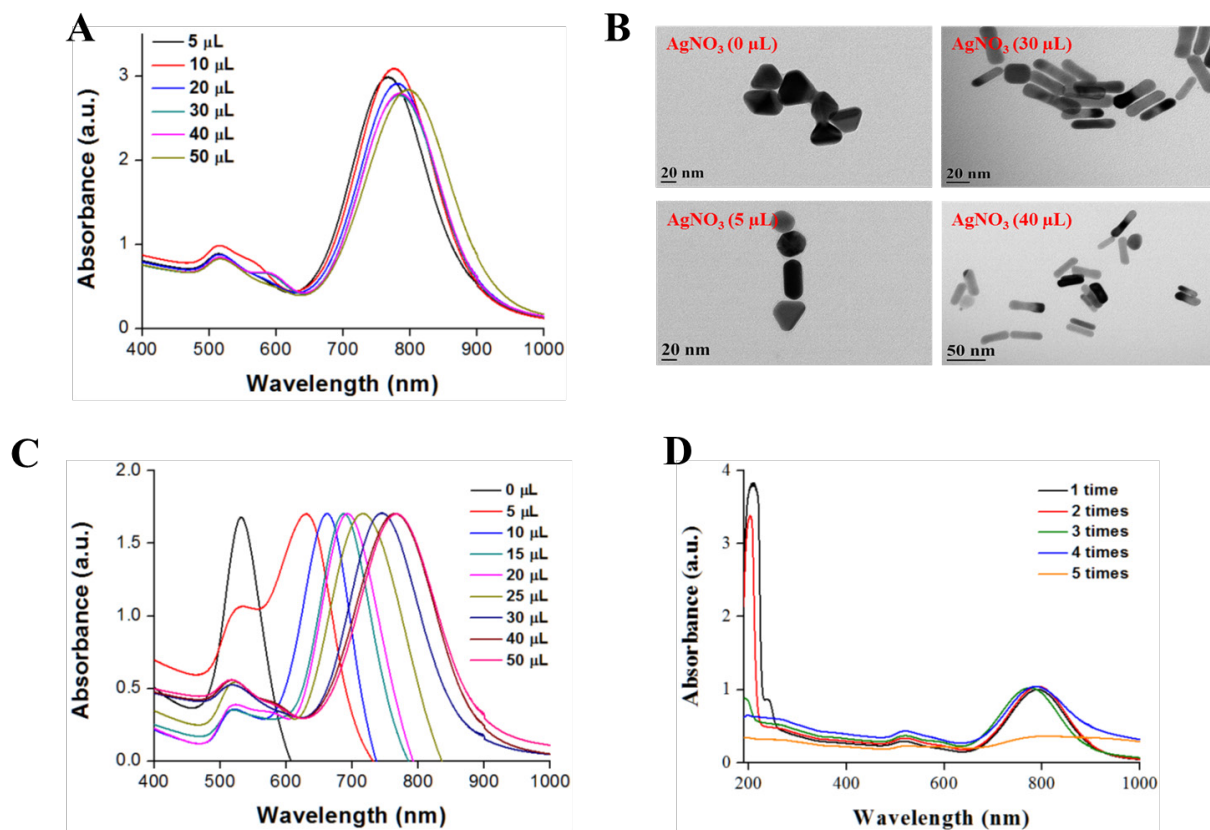 A
5 μL
10 μL
20 μL
30 μL
40 μL
50 μL
Absorbance (a.u.)
3
2
1
0
400 500 600 700 800 900 1000
Wavelength (nm)
B
AgNO₃ (0 μL)
20 nm
AgNO₃ (30 μL)
20 nm
AgNO₃ (5 μL)
20 nm
AgNO₃ (40 μL)
50 nm
C
0 μL
5 μL
10 μL
15 μL
20 μL
25 μL
30 μL
40 μL
50 μL
Absorbance (a.u.)
2.0
1.5
1.0
0.5
0.0
400 500 600 700 800 900 1000
Wavelength (nm)
D
1 time
2 times
3 times
4 times
5 times
Absorbance (a.u.)
4
3
2
1
0
200 400 600 800 1000
Wavelength (nm)